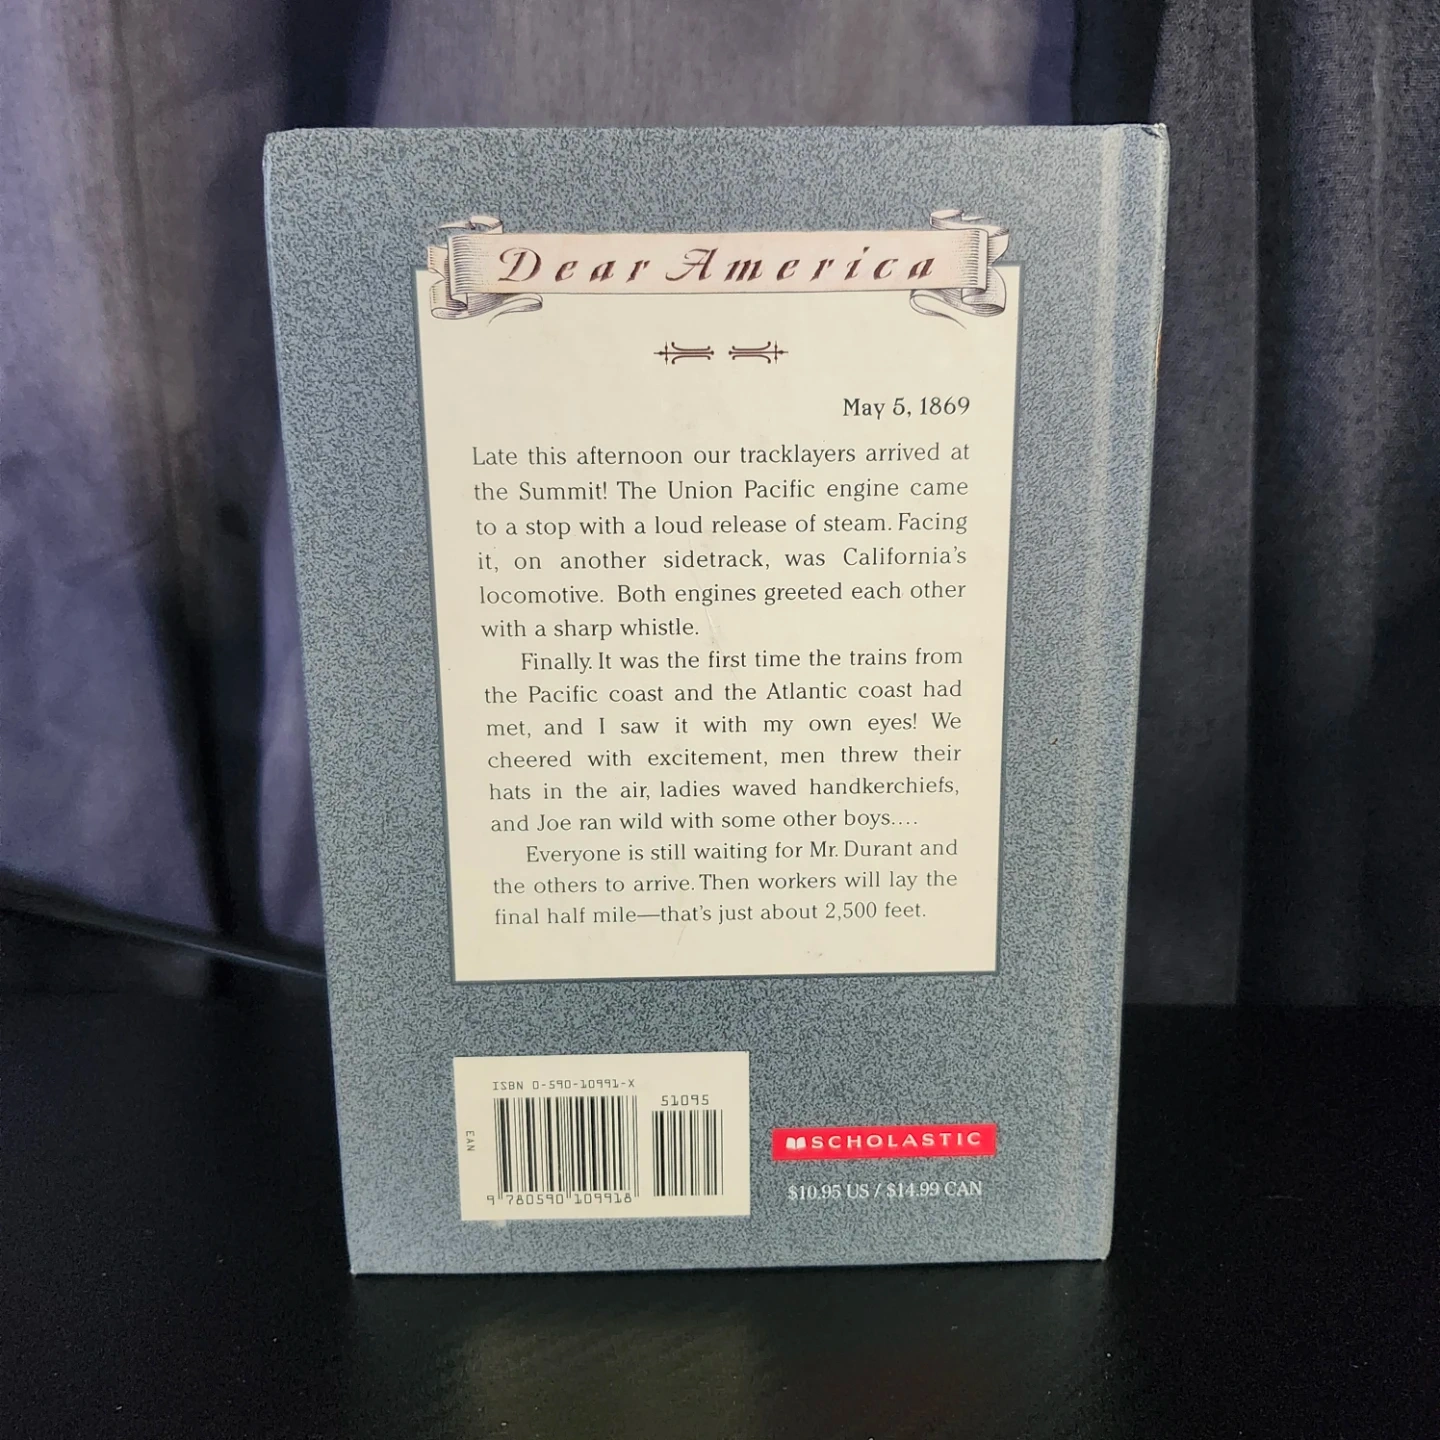 Dear America
May 5, 1869
Late this afternoon our tracklayers arrived at
the Summit! The Union Pacific engine came
to a stop with a loud release of steam. Facing
it, on another sidetrack, was California's
locomotive. Both engines greeted each other
with a sharp whistle.
Finally. It was the first time the trains from
the Pacific coast and the Atlantic coast had
met, and I saw it with my own eyes! We
cheered with excitement, men threw their
hats in the air, ladies waved handkerchiefs,
and Joe ran wild with some other boys....
Everyone is still waiting for Mr. Durant and
the others to arrive. Then workers will lay the
final half mile—that's just about 2,500 feet.
ISBN 0-590-10991-X
51095
EAN
9 780590 109918
SCHOLASTIC
$10.95 US / $14.99 CAN